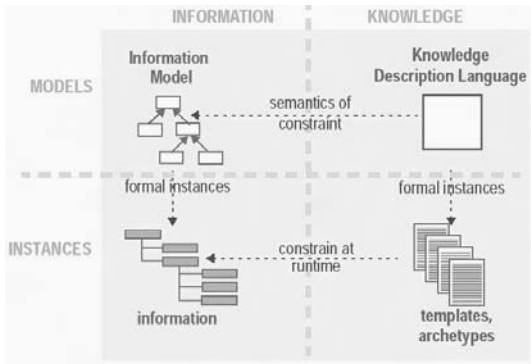 INFORMATION
KNOWLEDGE
MODELS
Information
Model
Knowledge
Description Language
semantics of
constraint
formal instances
formal instances
INSTANCES
constrain at
runtime
information
templates,
archetypes